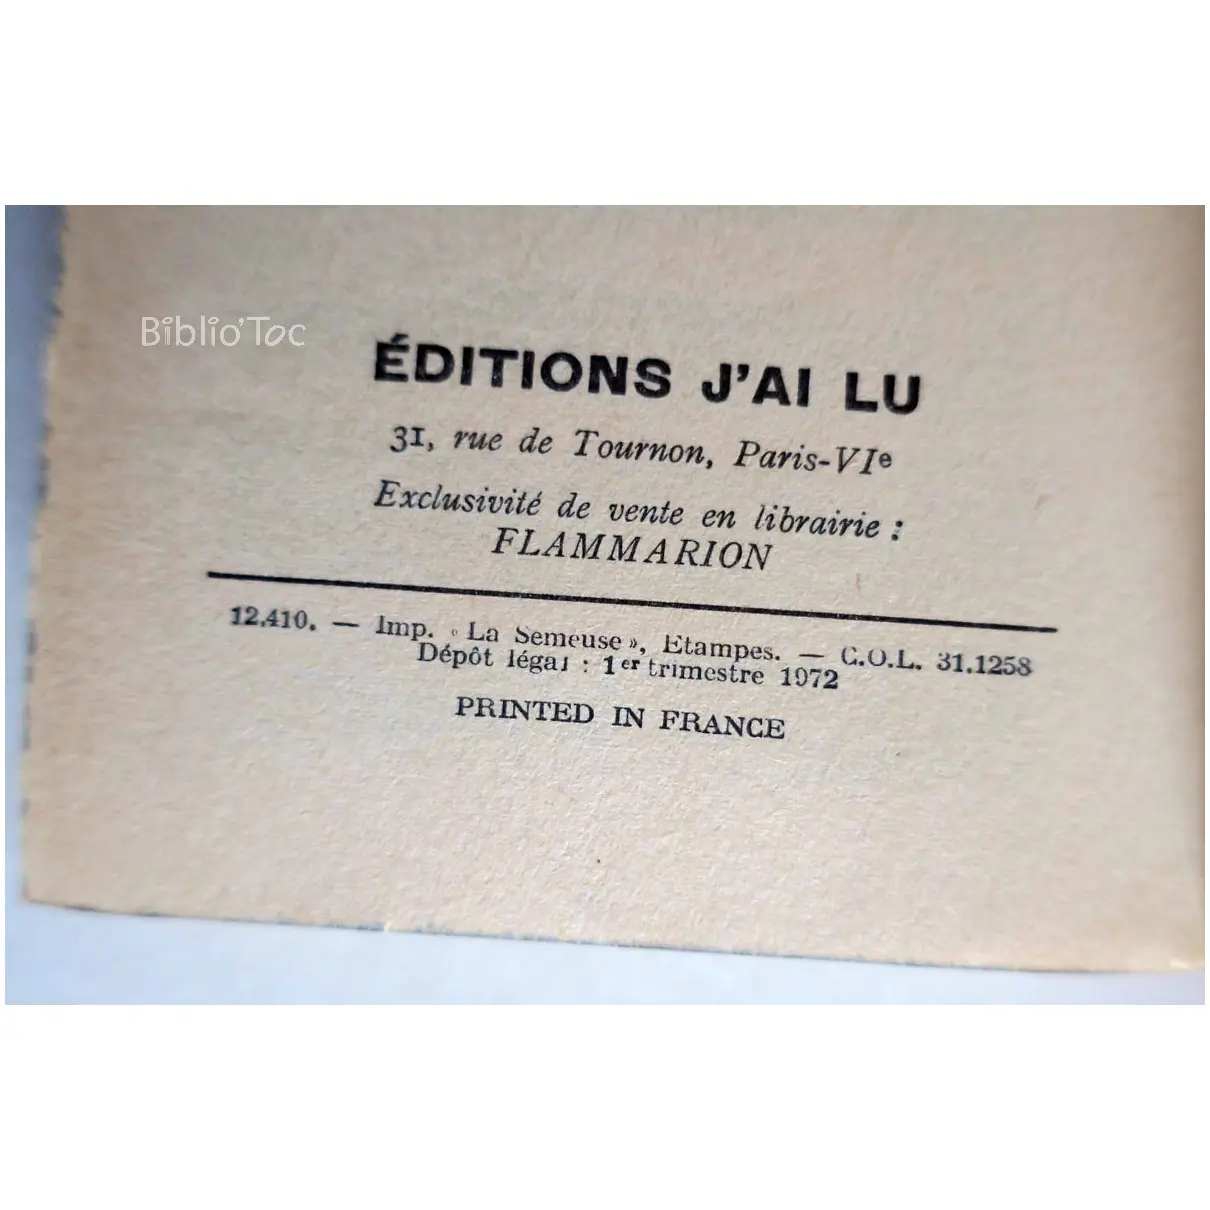 Biblio'Toc
ÉDITIONS J'AI LU
31, rue de Tournon, Paris-VIe
Exclusivité de vente en librairie :
FLAMMARION
12.410. — Imp. « La Semeuse », Etampes. — C.O.L. 31.1258
Dépôt légal : 1er trimestre 1972
PRINTED IN FRANCE